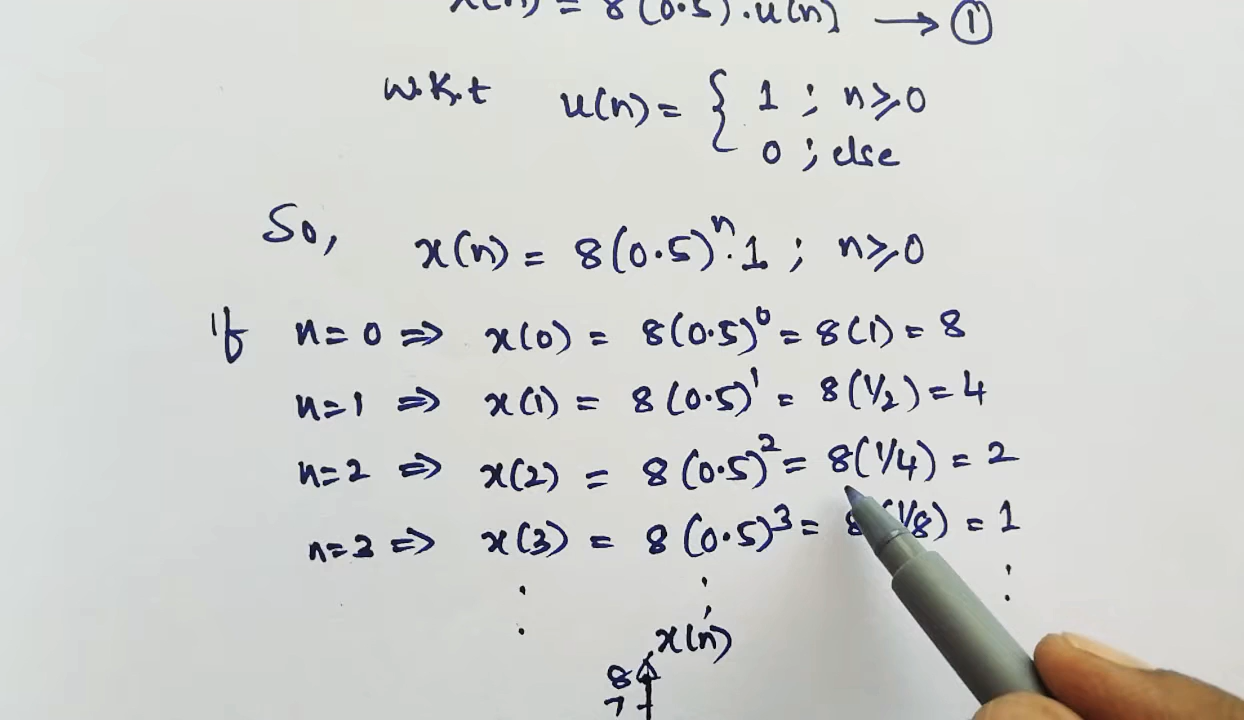 x(n) = 8(0.5).u(n) → ①
W.K.t u(n) = { 1 ; n≥0
0 ; else
So, x(n) = 8(0.5)^n.1 ; n≥0
If n=0 ⇒ x(0) = 8(0.5)^0 = 8(1) = 8
n=1 ⇒ x(1) = 8(0.5)^1 = 8(1/2) = 4
n=2 ⇒ x(2) = 8(0.5)^2 = 8(1/4) = 2
n=3 ⇒ x(3) = 8(0.5)^3 = 8(1/8) = 1
x(n)
8
7